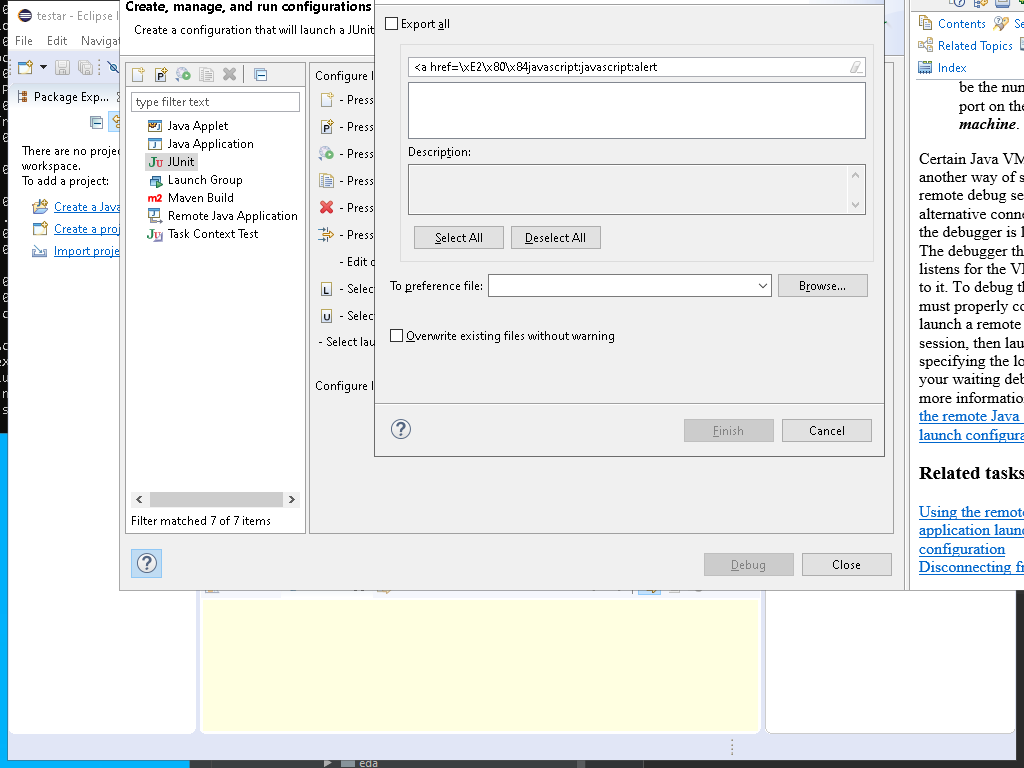 testar - Eclipse I
File Edit Navigat
Package Exp...
There are no projec
workspace.
To add a project:
Create a Java
Create a proj
Import proje
Create, manage, and run configurations
Create a configuration that will launch a JUnit
type filter text
Java Applet
Java Application
JUnit
Launch Group
Maven Build
Remote Java Application
Task Context Test
Filter matched 7 of 7 items
Configure l
- Press
- Press
- Press
- Press
- Press
- Press
- Edit o
- Selec
- Selec
- Select lau
Configure l
Debug
Close
Export all
<a href=\xE2\x80\x84javascript:javascript:alert
Description:
Select All
Deselect All
To preference file:
Browse...
Overwrite existing files without warning
Finish
Cancel
Contents
Se
Related Topics
Index
be the num
port on the
machine.
Certain Java VM
another way of s
remote debug se
alternative conne
the debugger is l
The debugger th
listens for the VM
to it. To debug th
must properly co
launch a remote
session, then lau
specifying the lo
your waiting deb
more information
the remote Java
launch configura
Related tasks
Using the remote
application launc
configuration
Disconnecting fr
eda